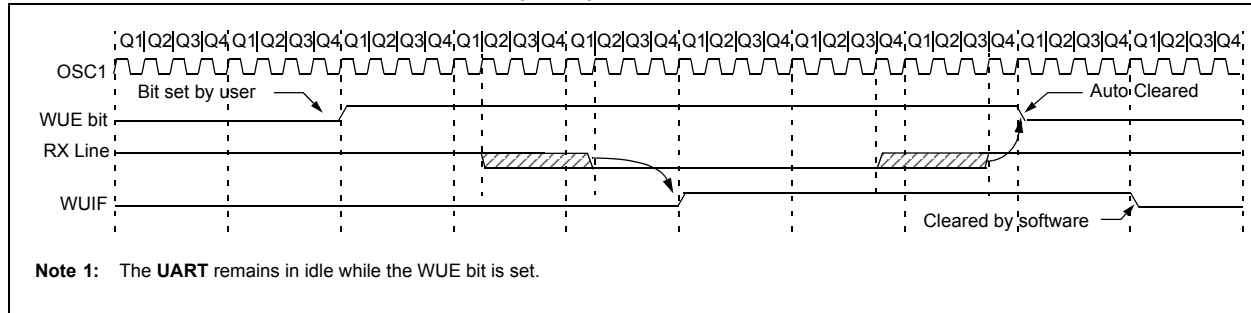 Q1 Q2 Q3 Q4 Q1 Q2 Q3 Q4 Q1 Q2 Q3 Q4 Q1 Q2 Q3 Q4 Q1 Q2 Q3 Q4 Q1 Q2 Q3 Q4 Q1 Q2 Q3 Q4 Q1 Q2 Q3 Q4 Q1 Q2 Q3 Q4 Q1 Q2 Q3 Q4
OSC1
Bit set by user
Auto Cleared
WUE bit
RX Line
WUIF
Cleared by software
Note 1: The UART remains in idle while the WUE bit is set.